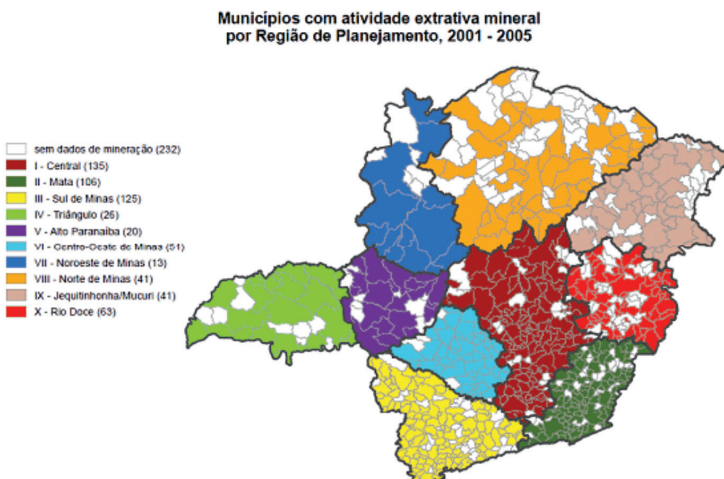 Municípios com atividade extrativa mineral
por Região de Planejamento, 2001 - 2005
sem dados de mineração (232)
I - Central (135)
II - Mata (106)
III - Sul de Minas (125)
IV - Triângulo (26)
V - Alto Paranaíba (20)
VI - Centro-Oeste de Minas (51)
VII - Noroeste de Minas (13)
VIII - Norte de Minas (41)
IX - Jequitinhonha/Mucuri (41)
X - Rio Doce (63)